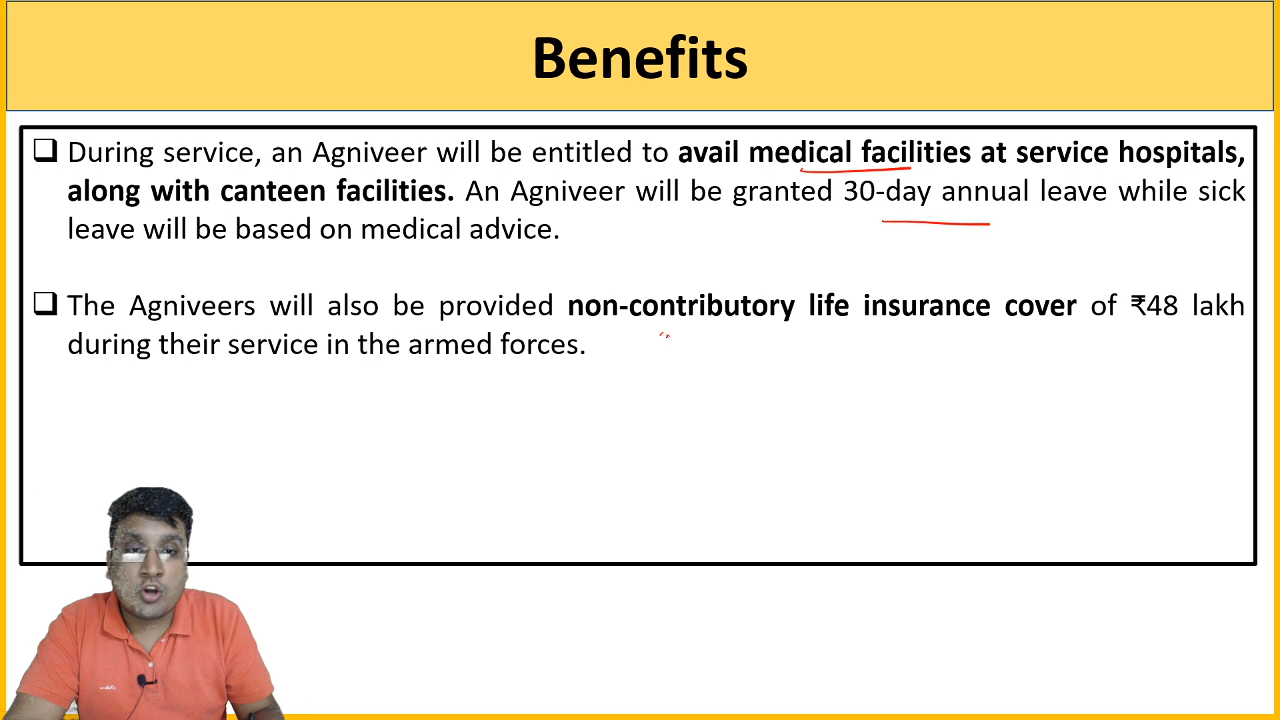 Benefits
❑ During service, an Agniveer will be entitled to avail medical facilities at service hospitals,
along with canteen facilities. An Agniveer will be granted 30-day annual leave while sick
leave will be based on medical advice.
❑ The Agniveers will also be provided non-contributory life insurance cover of ₹48 lakh
during their service in the armed forces.